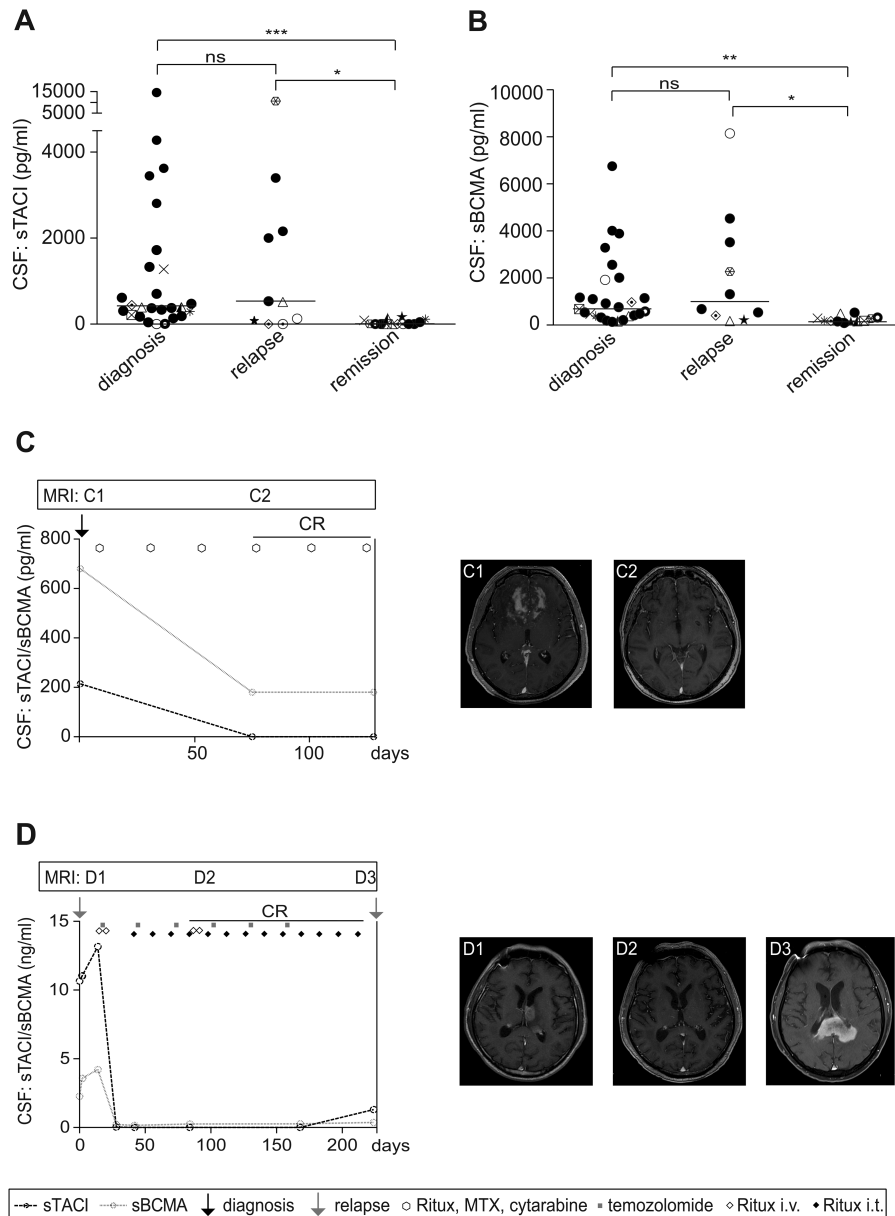 A
B
***
ns
*
**
ns
*
15000
5000
4000
2000
0
CSF: sTACI (pg/ml)
diagnosis
relapse
remission
10000
8000
6000
4000
2000
0
CSF: sBCMA (pg/ml)
diagnosis
relapse
remission
C
MRI: C1 C2
CR
800
600
400
200
0
CSF: sTACI/sBCMA (pg/ml)
50 100 days
C1
C2
D
MRI: D1 D2 D3
CR
15
10
5
0
CSF: sTACI/sBCMA (ng/ml)
0 50 100 150 200 days
D1
D2
D3
sTACI sBCMA diagnosis relapse Ritux, MTX, cytarabine temozolomide Ritux i.v. Ritux i.t.